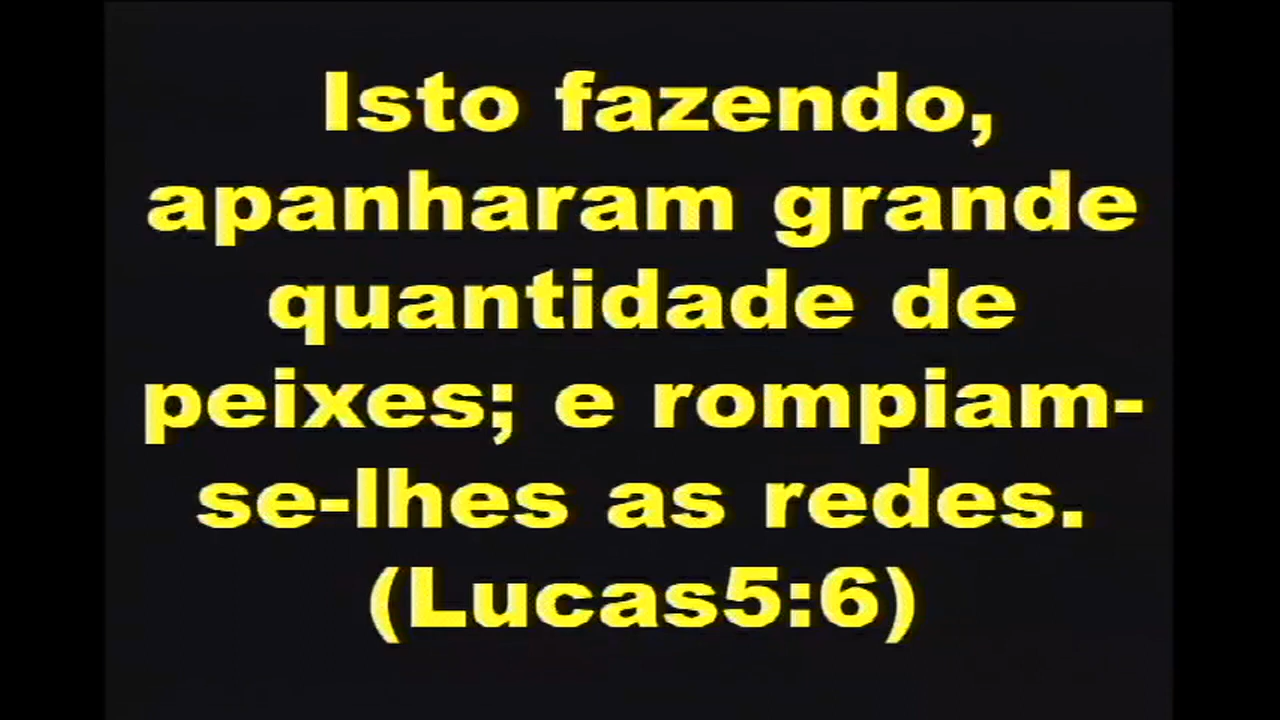 Isto fazendo,
apanharam grande
quantidade de
peixes; e rompiam-
se-lhes as redes.
(Lucas5:6)